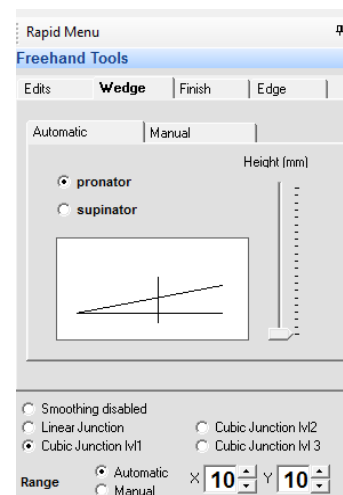 Rapid Menu
Freehand Tools
Edits Wedge Finish Edge
Automatic Manual
Height (mm)
pronator
supinator
Smoothing disabled
Linear Junction Cubic Junction lvl2
Cubic Junction lvl1 Cubic Junction lvl 3
Range Automatic X 10 Y 10
Manual